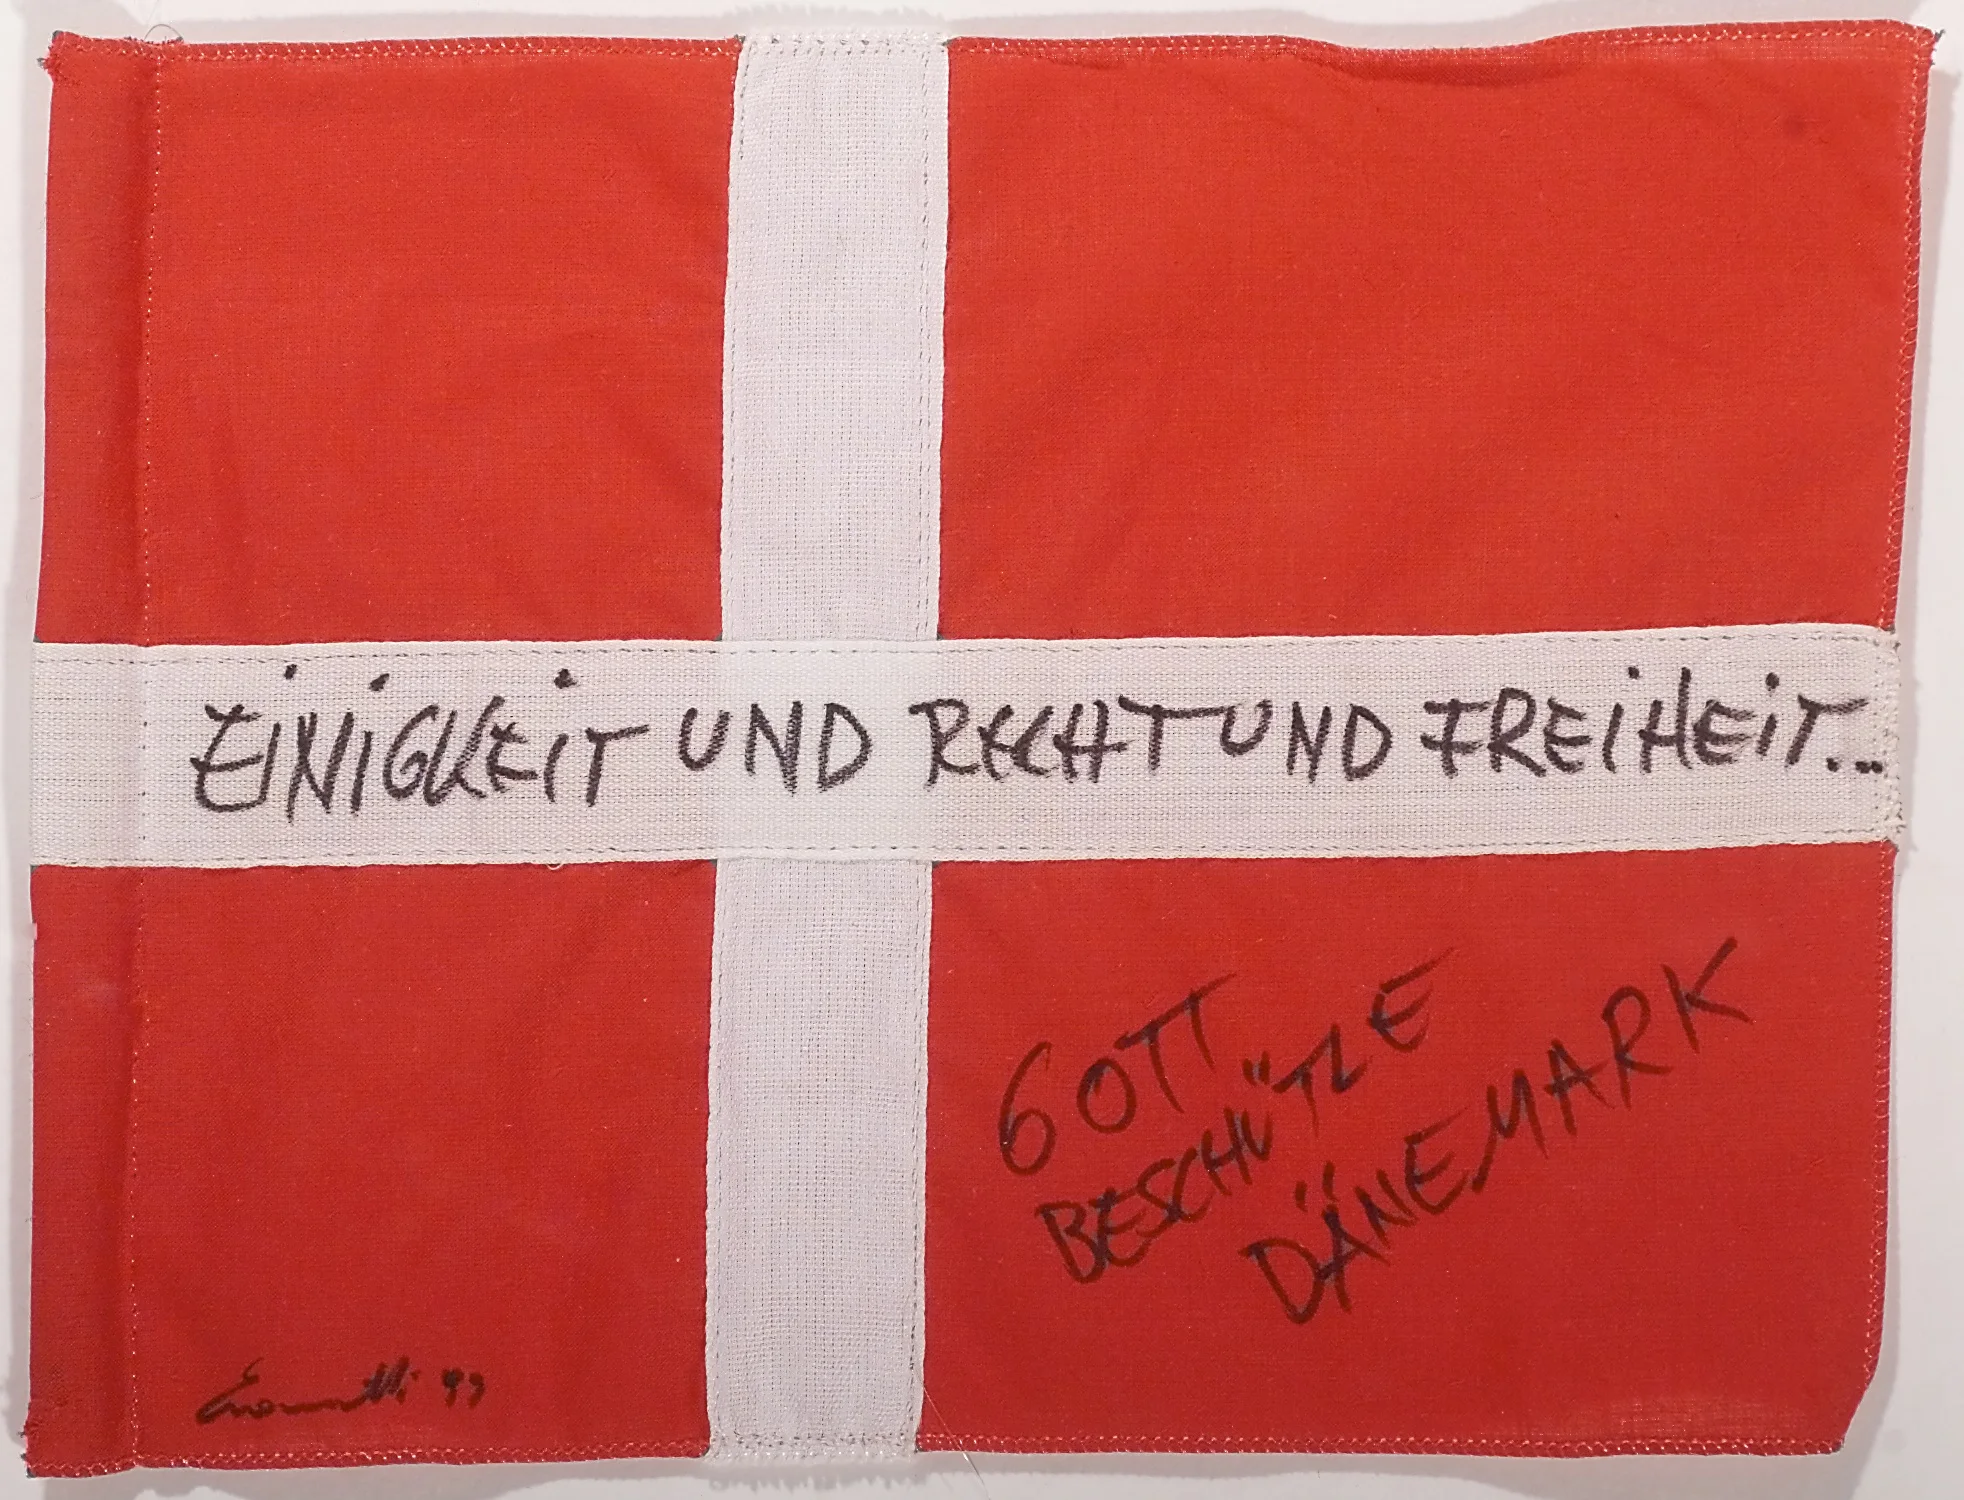 EINIGKEIT UND RECHT UND FREIHEIT...
GOTT
BESCHÜTZE
DÄNEMARK